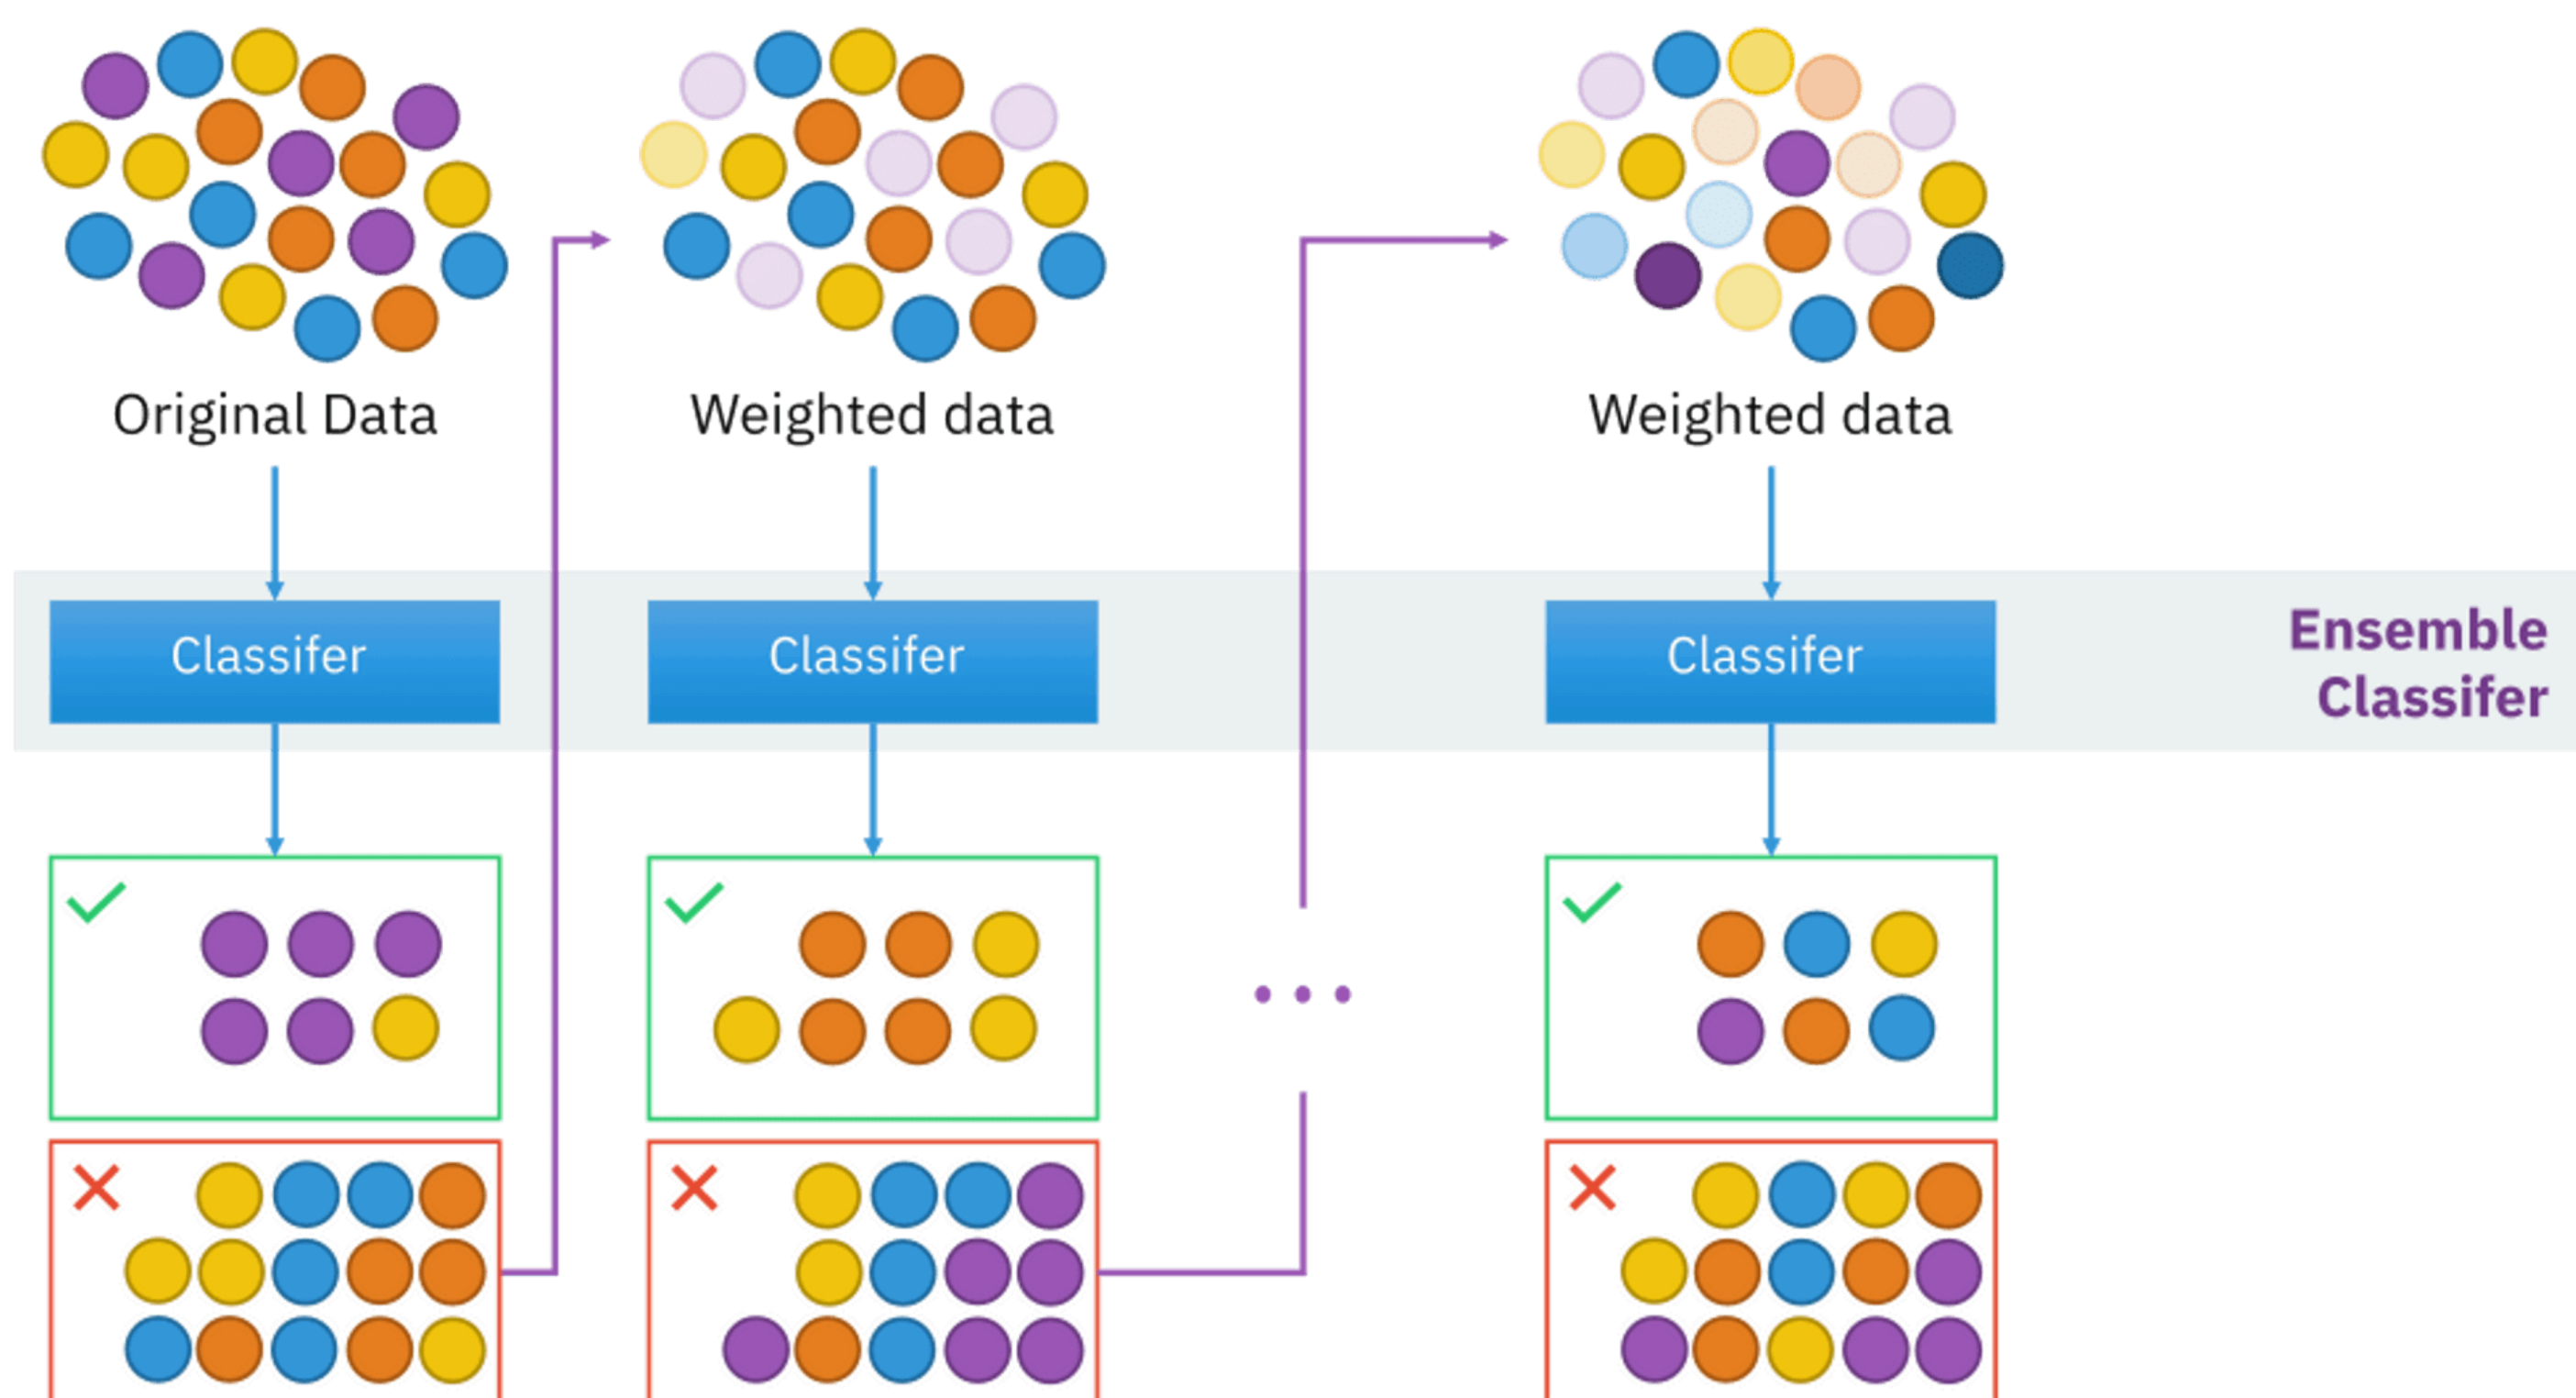 Original Data
Weighted data
Weighted data
Classifer
Classifer
Classifer
Ensemble
Classifer